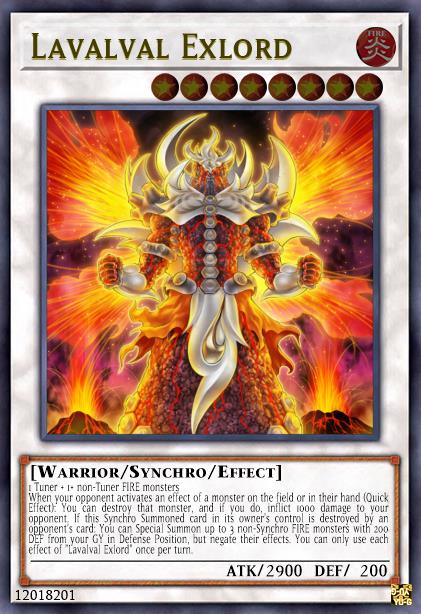 LAVALVAL EXLORD
FIRE
炎
[WARRIOR/SYNCHRO/EFFECT]
1 Tuner + 1+ non-Tuner FIRE monsters
When your opponent activates an effect of a monster on the field or in their hand (Quick
Effect): You can destroy that monster, and if you do, inflict 1000 damage to your
opponent. If this Synchro Summoned card in its owner's control is destroyed by an
opponent's card: You can Special Summon up to 3 non-Synchro FIRE monsters with 200
DEF from your GY in Defense Position, but negate their effects. You can only use each
effect of "Lavalval Exlord" once per turn.
ATK/2900 DEF/ 200
12018201